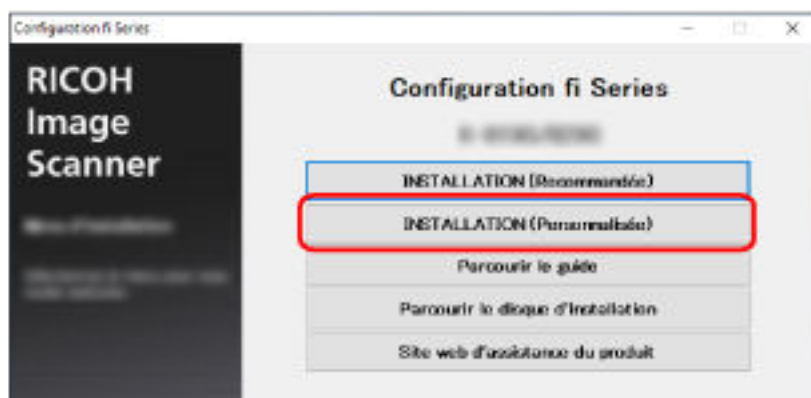 Configuration fi Series
RICOH
Image
Scanner
Configuration fi Series
INSTALLATION (Recommandée)
INSTALLATION (Personnalisée)
Parcourir le guide
Parcourir le disque d'installation
Site web d'assistance du produit